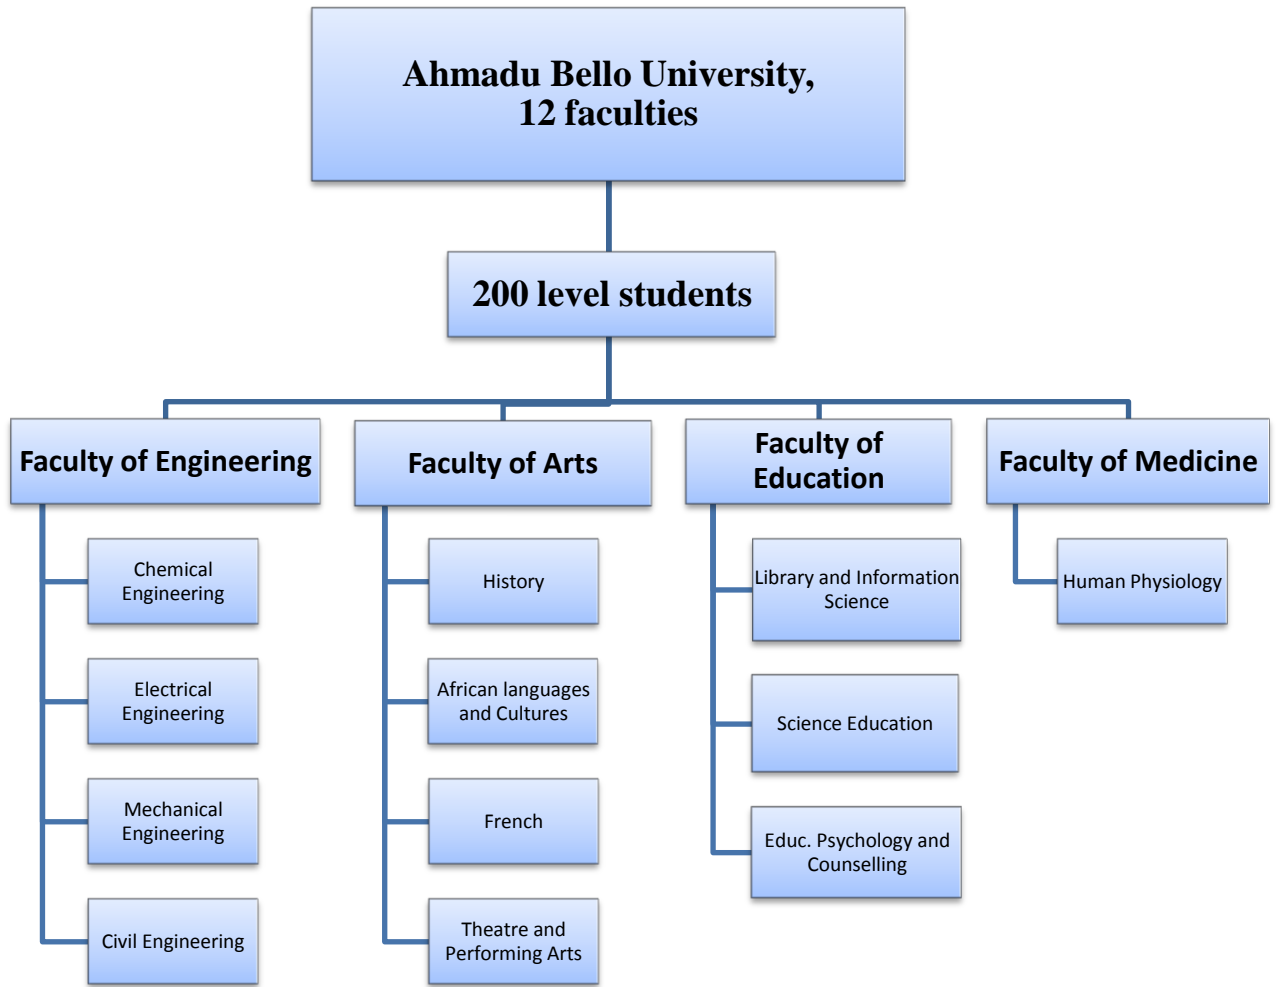 Ahmadu Bello University,
12 faculties
200 level students
Faculty of Engineering
Chemical
Engineering
Electrical
Engineering
Mechanical
Engineering
Civil Engineering
Faculty of Arts
History
African languages
and Cultures
French
Theatre and
Performing Arts
Faculty of
Education
Library and Information
Science
Science Education
Educ. Psychology and
Counselling
Faculty of Medicine
Human Physiology